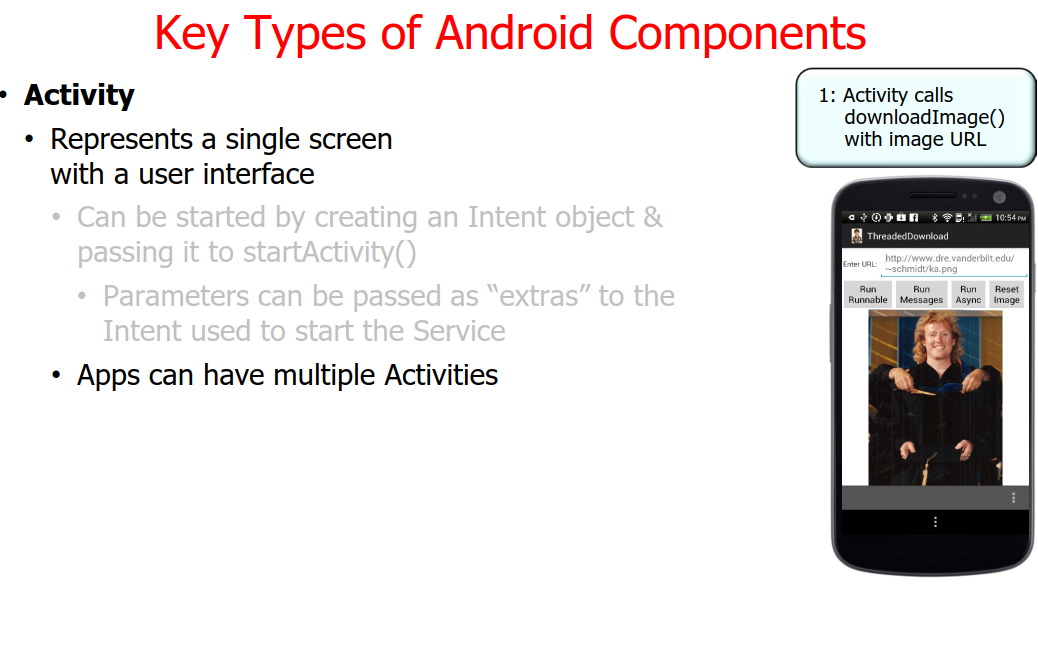 Key Types of Android Components
• Activity
• Represents a single screen
with a user interface
• Can be started by creating an Intent object &
passing it to startActivity()
• Parameters can be passed as “extras” to the
Intent used to start the Service
• Apps can have multiple Activities
1: Activity calls
downloadImage()
with image URL
10:54 PM
ThreadedDownload
Enter URL:
http://www.dre.vanderbilt.edu/
~schmidt/ka.png
Run
Runnable
Run
Messages
Run
Async
Reset
Image